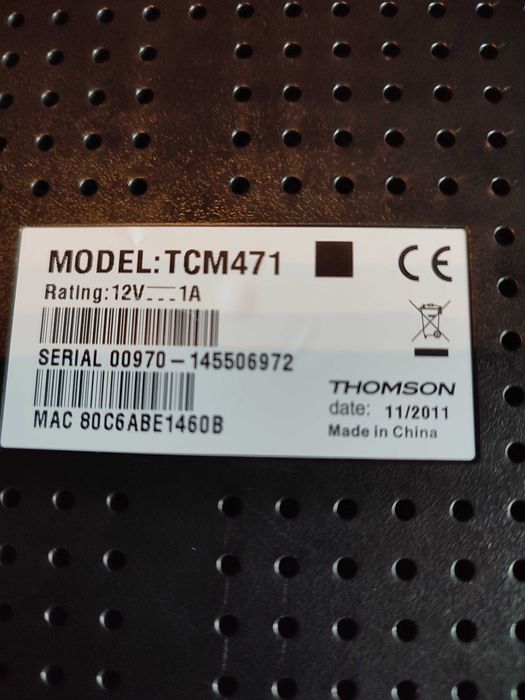 MODEL:TCM471
Rating:12V⎓1A
SERIAL 00970-145506972
MAC 80C6ABE1460B
CE
THOMSON
date: 11/2011
Made in China